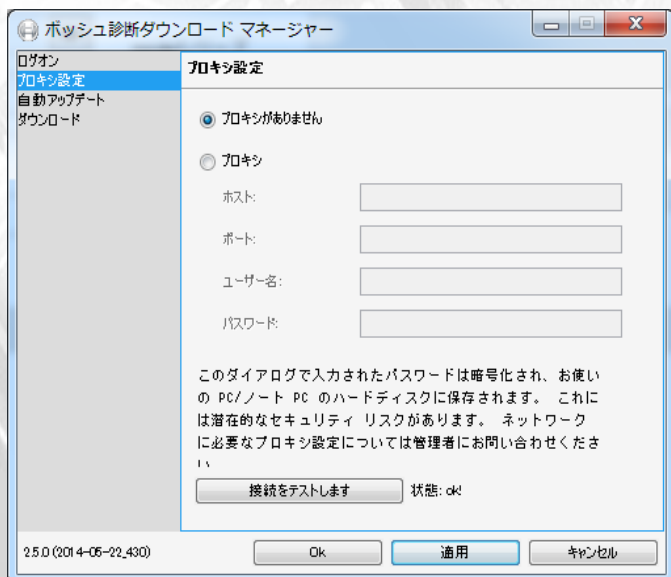 ボッシュ診断ダウンロード マネージャー
ログオン
プロキシ設定
自動アップデート
ダウンロード
プロキシ設定
プロキシがありません
プロキシ
ホスト:
ポート:
ユーザー名:
パスワード:
このダイアログで入力されたパスワードは暗号化され、お使い
の PC/ノート PC のハードディスクに保存されます。 これに
は潜在的なセキュリティ リスクがあります。 ネットワーク
に必要なプロキシ設定については管理者にお問い合わせくださ
接続をテストします 状態: ok!
2.5.0 (2014-05-22_430) Ok 適用 キャンセル